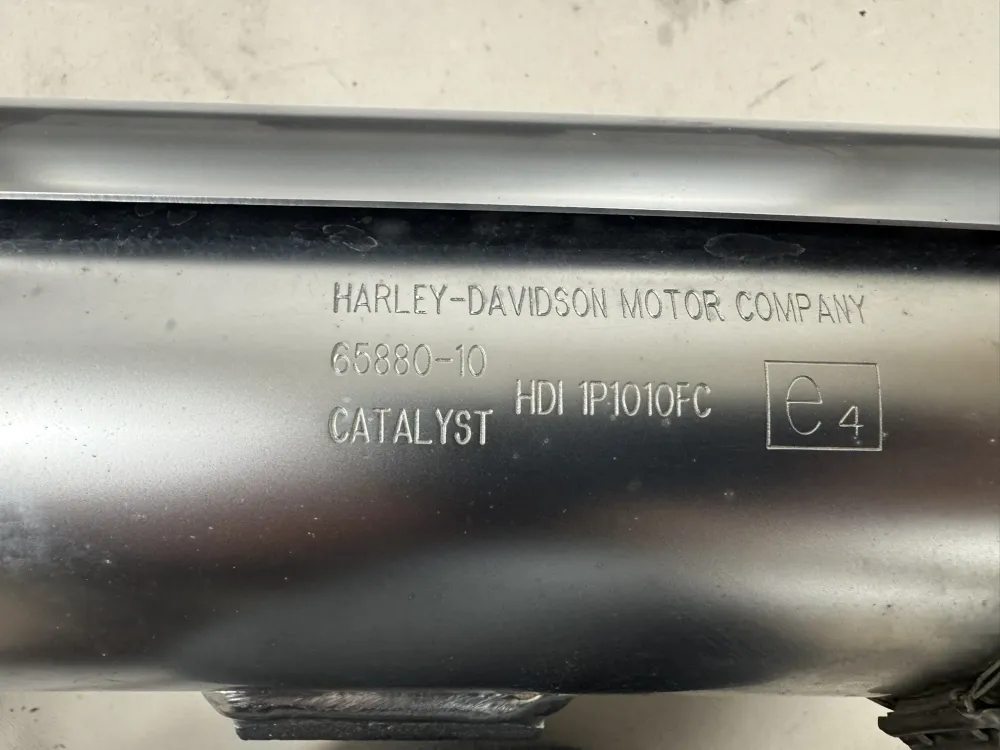 HARLEY-DAVIDSON MOTOR COMPANY
65880-10
HDI 1P1010FC
CATALYST
e4